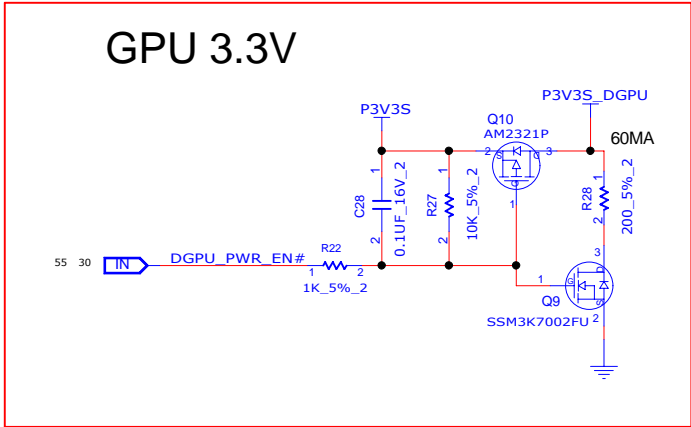 GPU 3.3V
P3V3S
P3V3S_DGPU
Q10
AM2321P
60MA
2
S
D
3
G
1
1
C28
2
0.1UF_16V_2
1
R27
2
10K_5%_2
1
R28
2
200_5%_2
55 30
IN
DGPU_PWR_EN#
R22
1
2
1K_5%_2
3
D
1
G
S
Q9
SSM3K7002FU
2